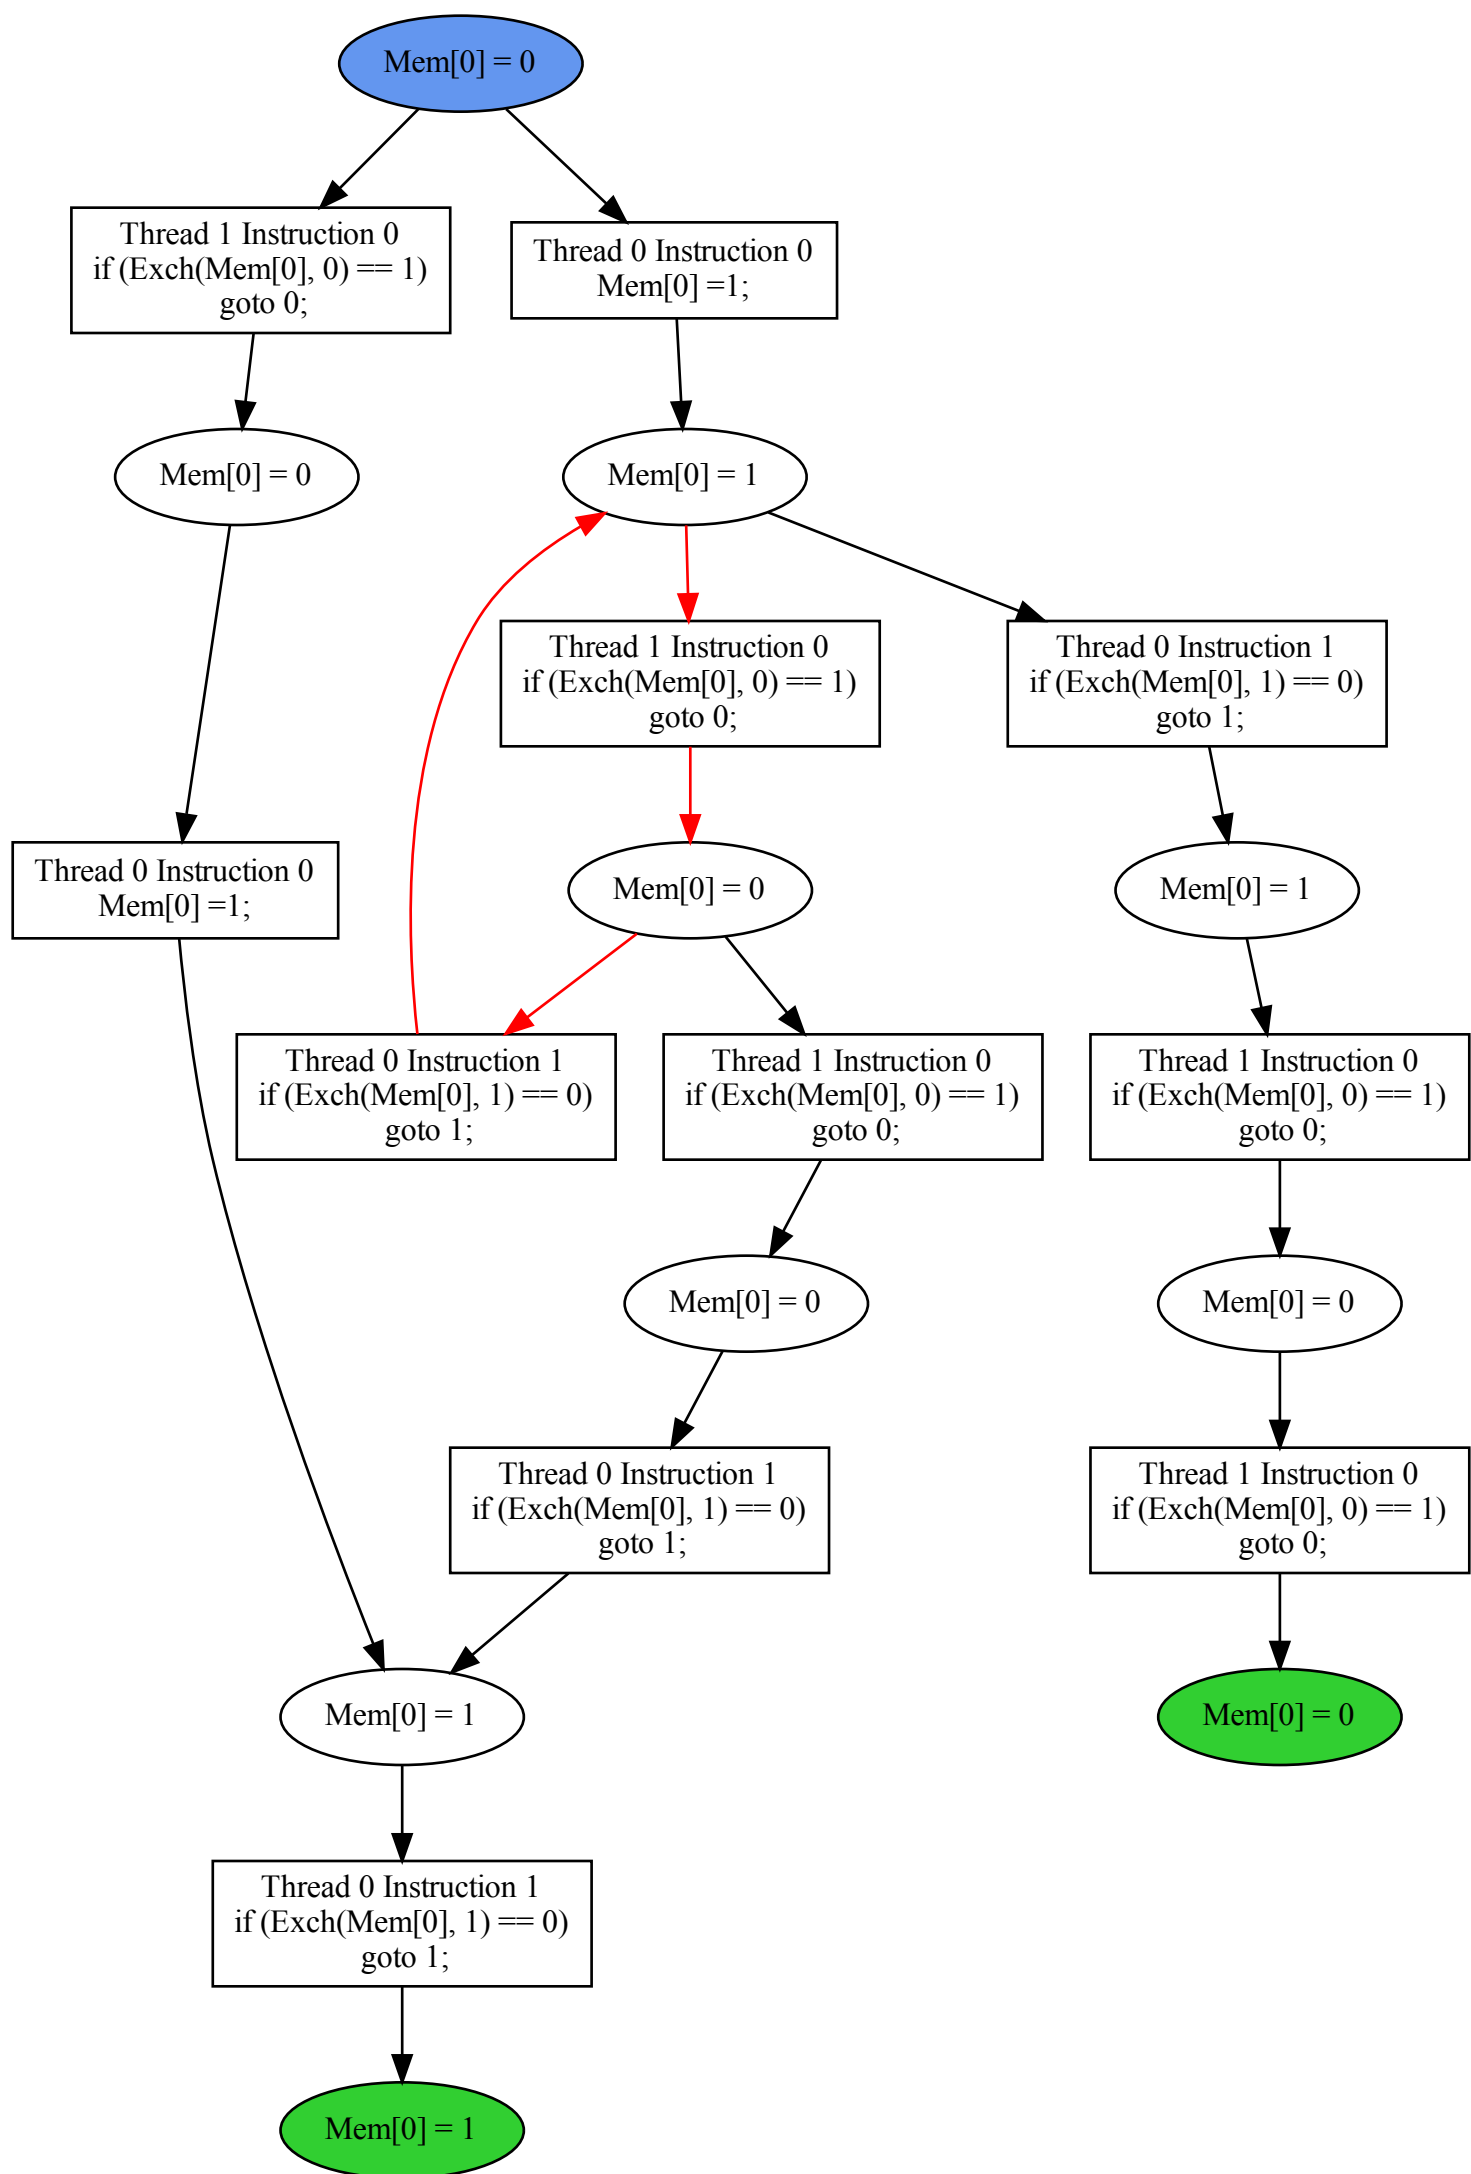 Mem[0] = 0
Thread 1 Instruction 0
if (Exch(Mem[0], 0) == 1)
goto 0;
Thread 0 Instruction 0
Mem[0] =1;
Mem[0] = 0
Mem[0] = 1
Thread 1 Instruction 0
if (Exch(Mem[0], 0) == 1)
goto 0;
Thread 0 Instruction 1
if (Exch(Mem[0], 1) == 0)
goto 1;
Thread 0 Instruction 0
Mem[0] =1;
Mem[0] = 0
Mem[0] = 1
Thread 0 Instruction 1
if (Exch(Mem[0], 1) == 0)
goto 1;
Thread 1 Instruction 0
if (Exch(Mem[0], 0) == 1)
goto 0;
Thread 1 Instruction 0
if (Exch(Mem[0], 0) == 1)
goto 0;
Mem[0] = 0
Mem[0] = 0
Thread 0 Instruction 1
if (Exch(Mem[0], 1) == 0)
goto 1;
Thread 1 Instruction 0
if (Exch(Mem[0], 0) == 1)
goto 0;
Mem[0] = 1
Mem[0] = 0
Thread 0 Instruction 1
if (Exch(Mem[0], 1) == 0)
goto 1;
Mem[0] = 1